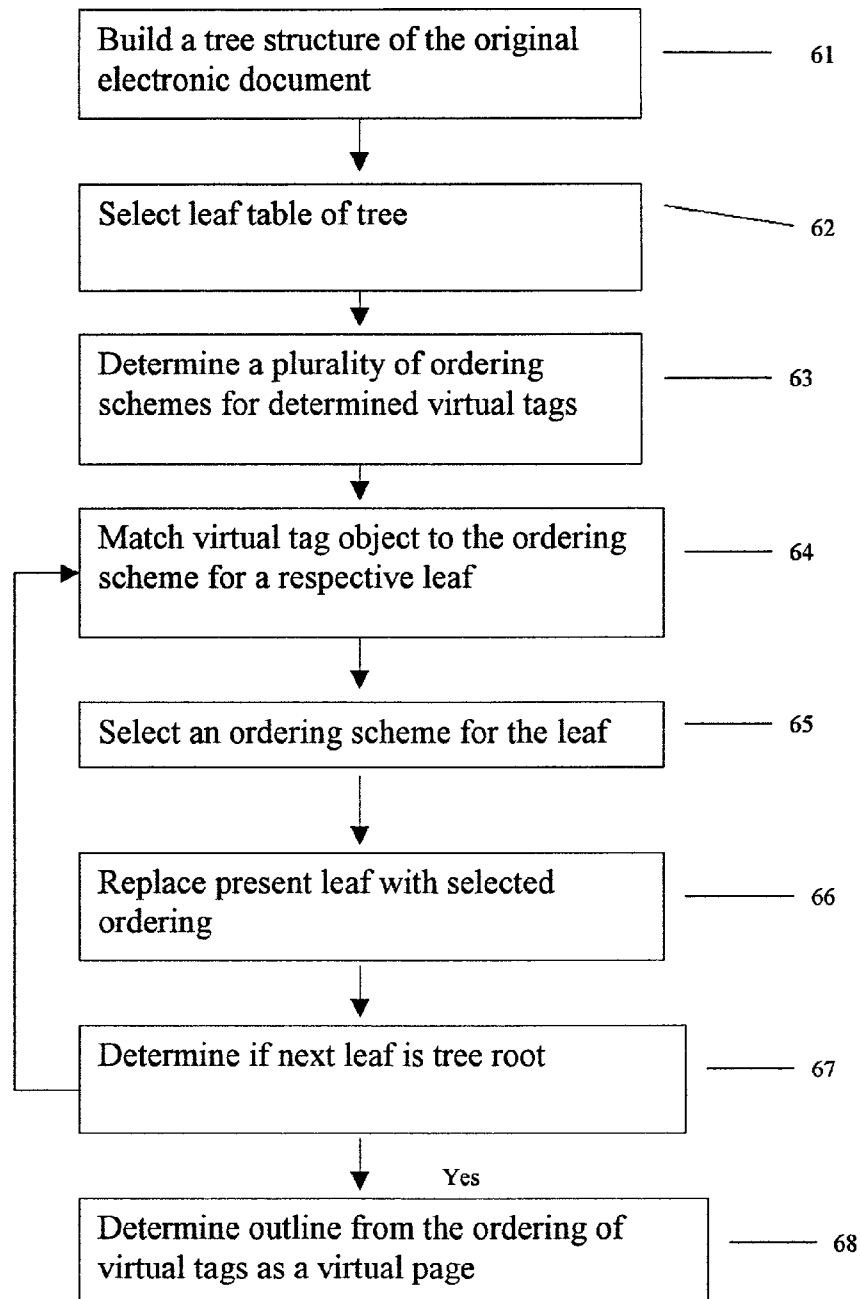 Build a tree structure of the original
electronic document
61
Select leaf table of tree
62
Determine a plurality of ordering
schemes for determined virtual tags
63
Match virtual tag object to the ordering
scheme for a respective leaf
64
Select an ordering scheme for the leaf
65
Replace present leaf with selected
ordering
66
Determine if next leaf is tree root
67
Yes
Determine outline from the ordering of
virtual tags as a virtual page
68